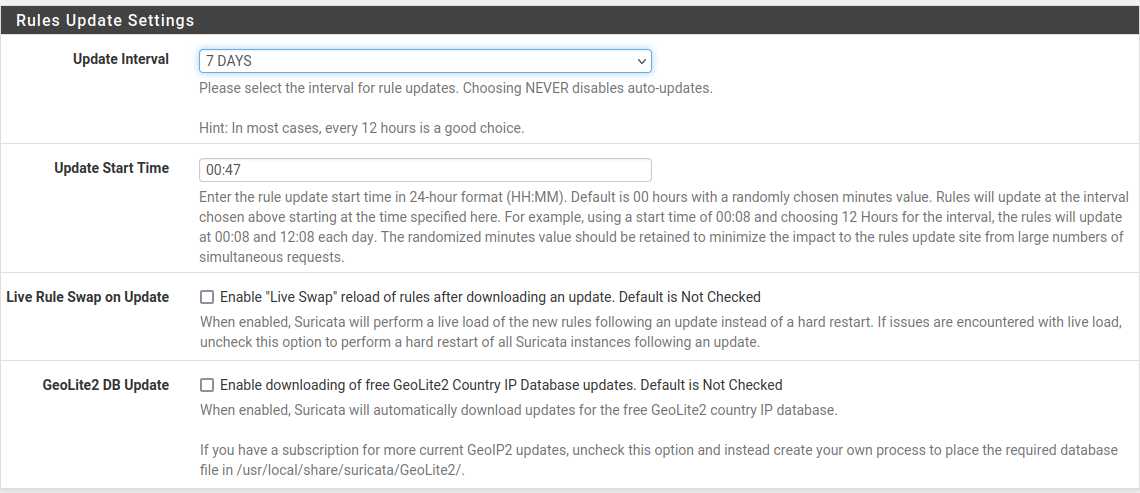 Rules Update Settings
Update Interval
7 DAYS
Please select the interval for rule updates. Choosing NEVER disables auto-updates.
Hint: In most cases, every 12 hours is a good choice.
Update Start Time
00:47
Enter the rule update start time in 24-hour format (HH:MM). Default is 00 hours with a randomly chosen minutes value. Rules will update at the interval
chosen above starting at the time specified here. For example, using a start time of 00:08 and choosing 12 Hours for the interval, the rules will update
at 00:08 and 12:08 each day. The randomized minutes value should be retained to minimize the impact to the rules update site from large numbers of
simultaneous requests.
Live Rule Swap on Update
Enable "Live Swap" reload of rules after downloading an update. Default is Not Checked
When enabled, Suricata will perform a live load of the new rules following an update instead of a hard restart. If issues are encountered with live load,
uncheck this option to perform a hard restart of all Suricata instances following an update.
GeoLite2 DB Update
Enable downloading of free GeoLite2 Country IP Database updates. Default is Not Checked
When enabled, Suricata will automatically download updates for the free GeoLite2 country IP database.
If you have a subscription for more current GeoIP2 updates, uncheck this option and instead create your own process to place the required database
file in /usr/local/share/suricata/GeoLite2/.